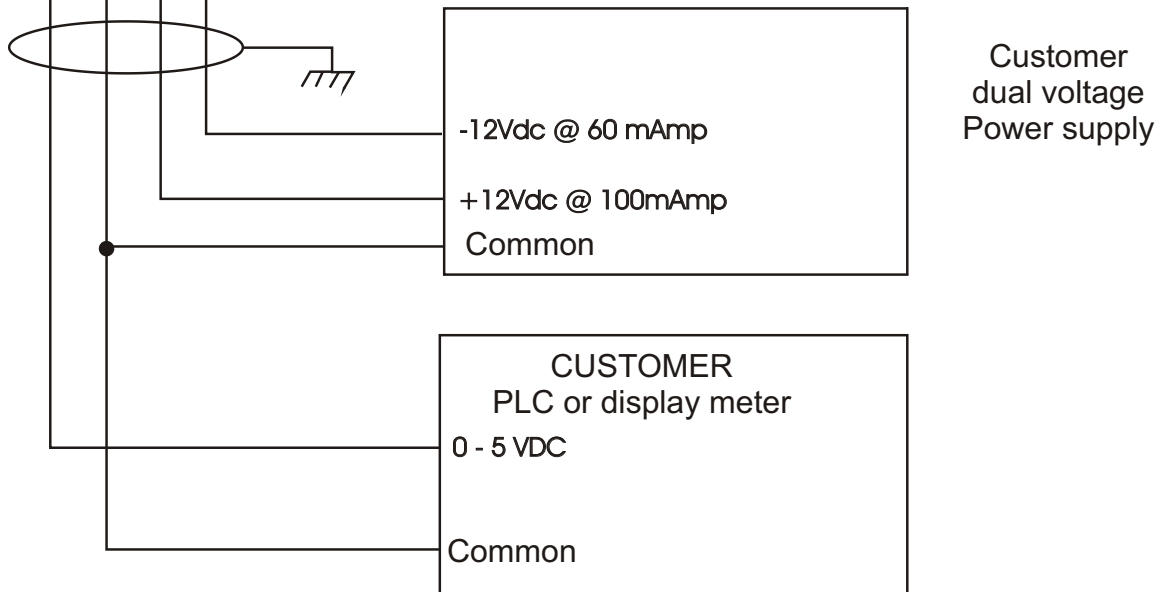 Customer
dual voltage
Power supply
-12Vdc @ 60 mAmp
+12Vdc @ 100mAmp
Common
CUSTOMER
PLC or display meter
0 - 5 VDC
Common